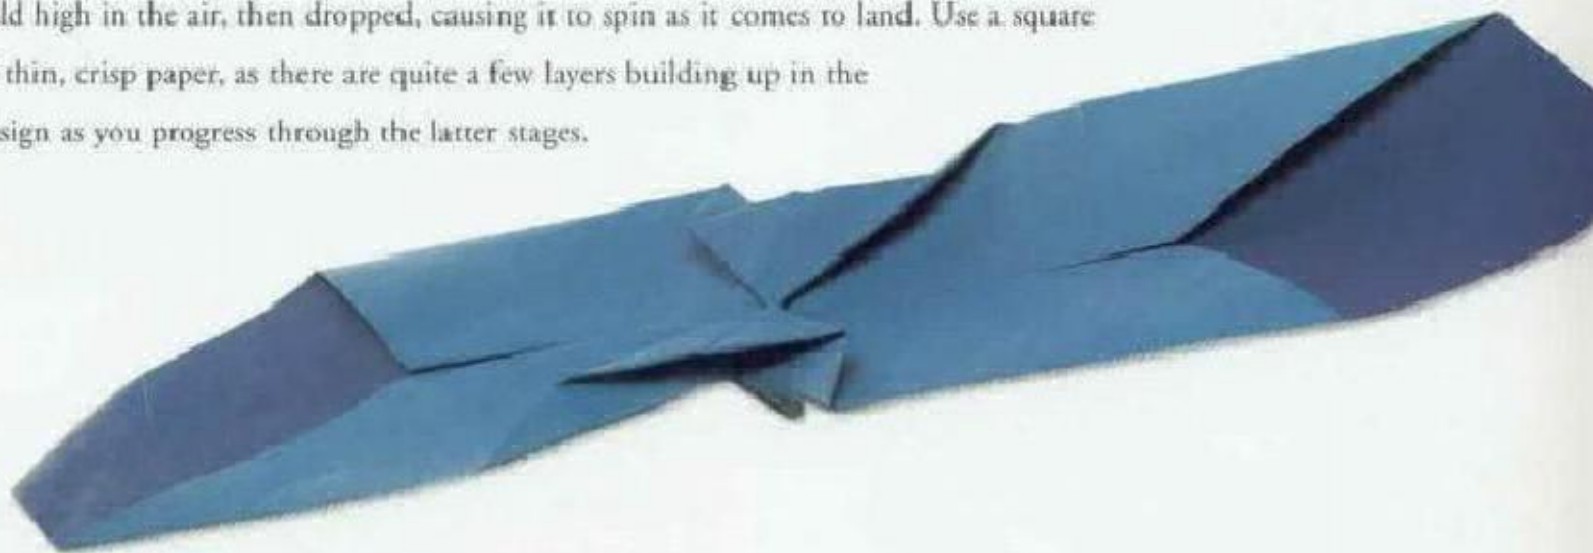 ld high in the air, then dropped, causing it to spin as it comes to land. Use a square
thin, crisp paper, as there are quite a few layers building up in the
sign as you progress through the latter stages.